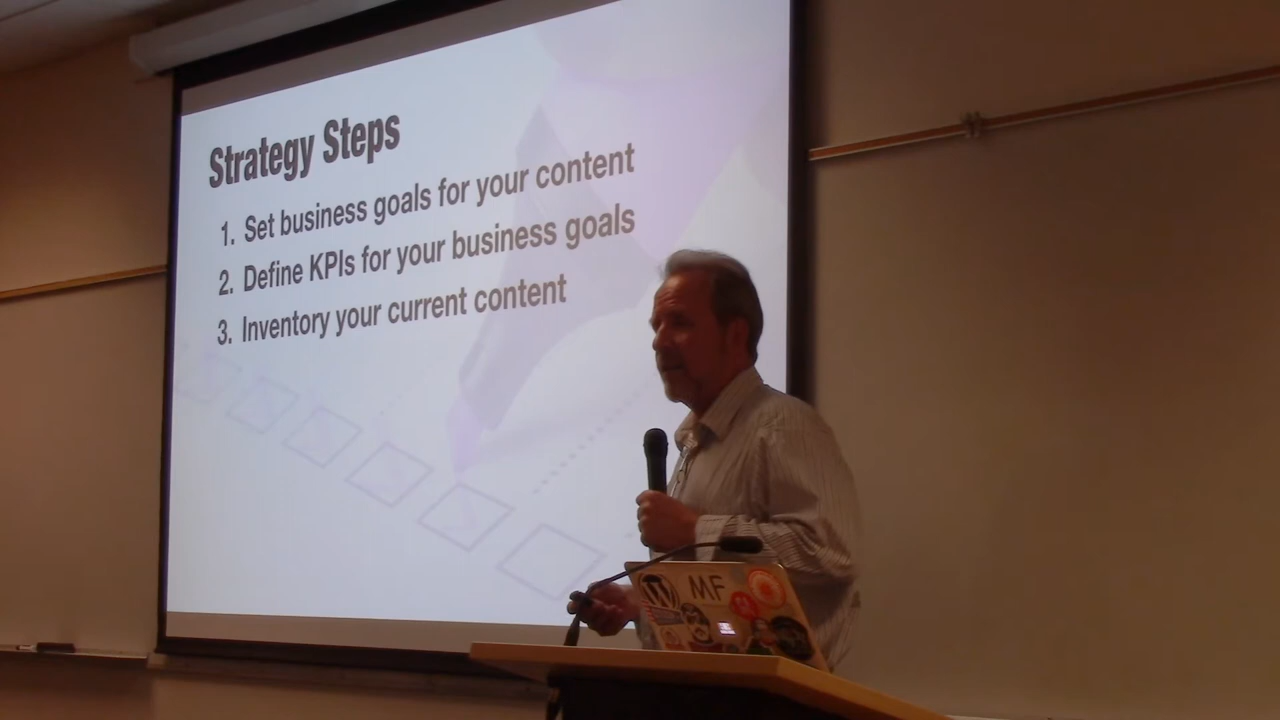 Strategy Steps
1. Set business goals for your content
2. Define KPIs for your business goals
3. Inventory your current content
W MF